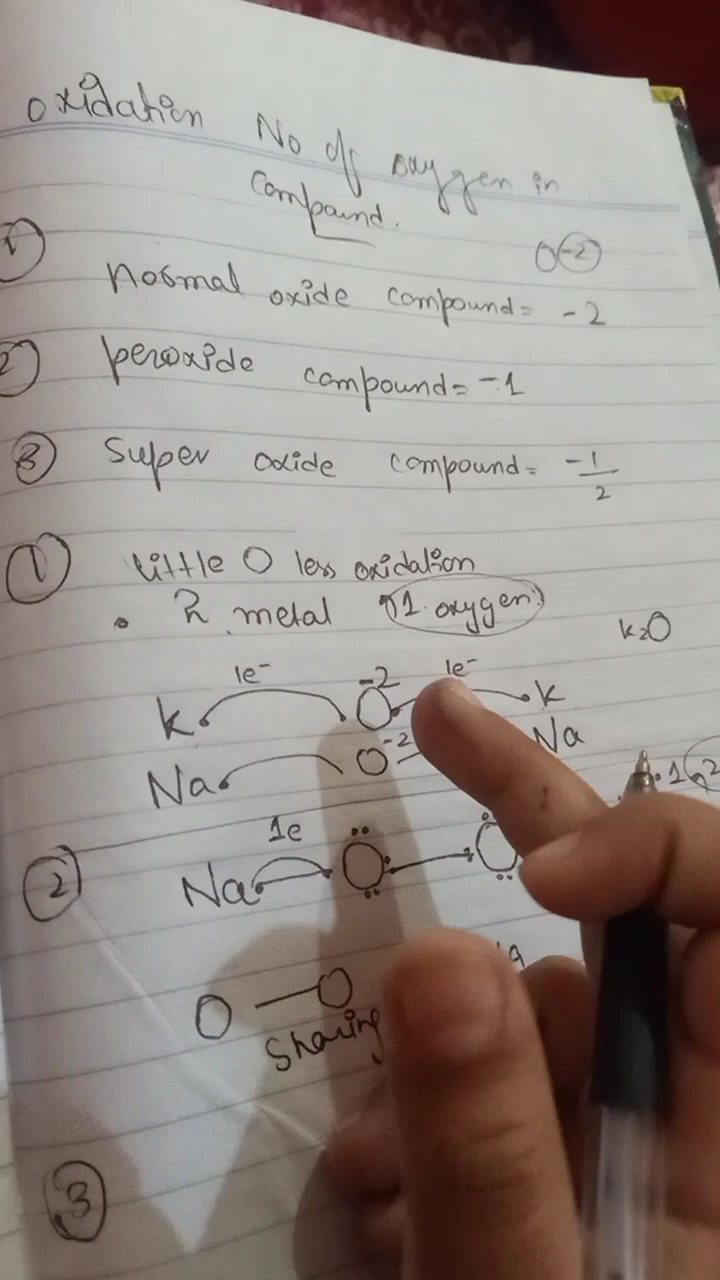 Oxidation No of oxygen in
compound.
O -2
1 normal oxide compound = -2
2 peroxide compound = -1
3 Super oxide compound = -1/2
1 little O less oxidation
• 2 metal 1 oxygen
K2O
1e- -2 1e-
K O K
Na O-2 Na
1e
2 Na O O
O — O
Sharing
3